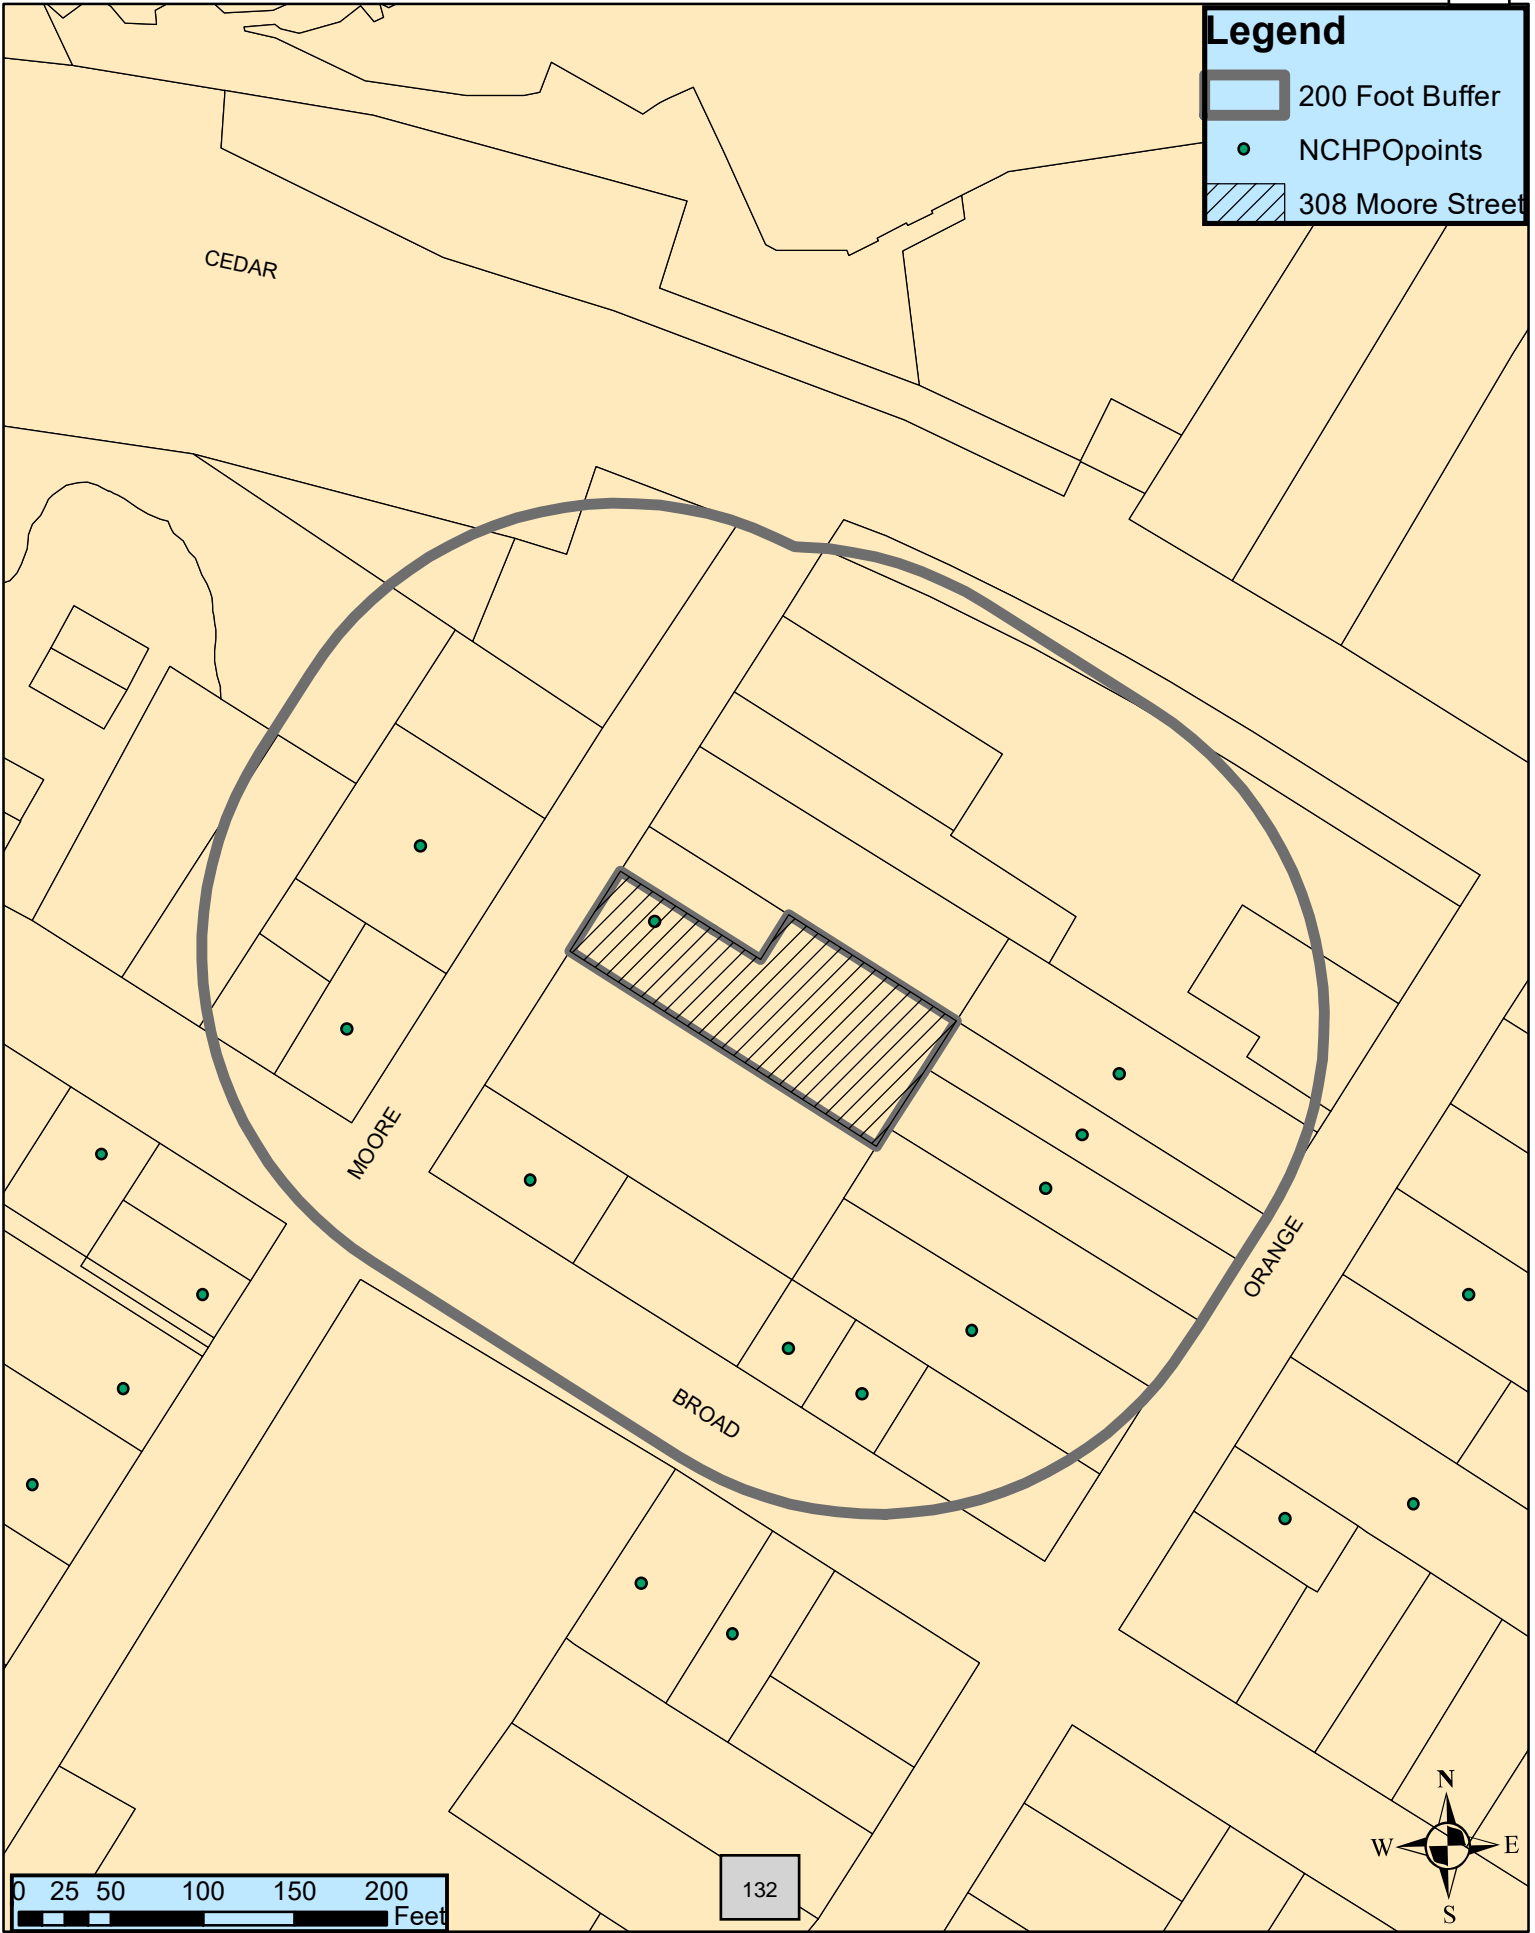 Legend
200 Foot Buffer
NCHPOpoints
308 Moore Street
CEDAR
MOORE
ORANGE
BROAD
N
W E
S
132
0 25 50 100 150 200
Feet